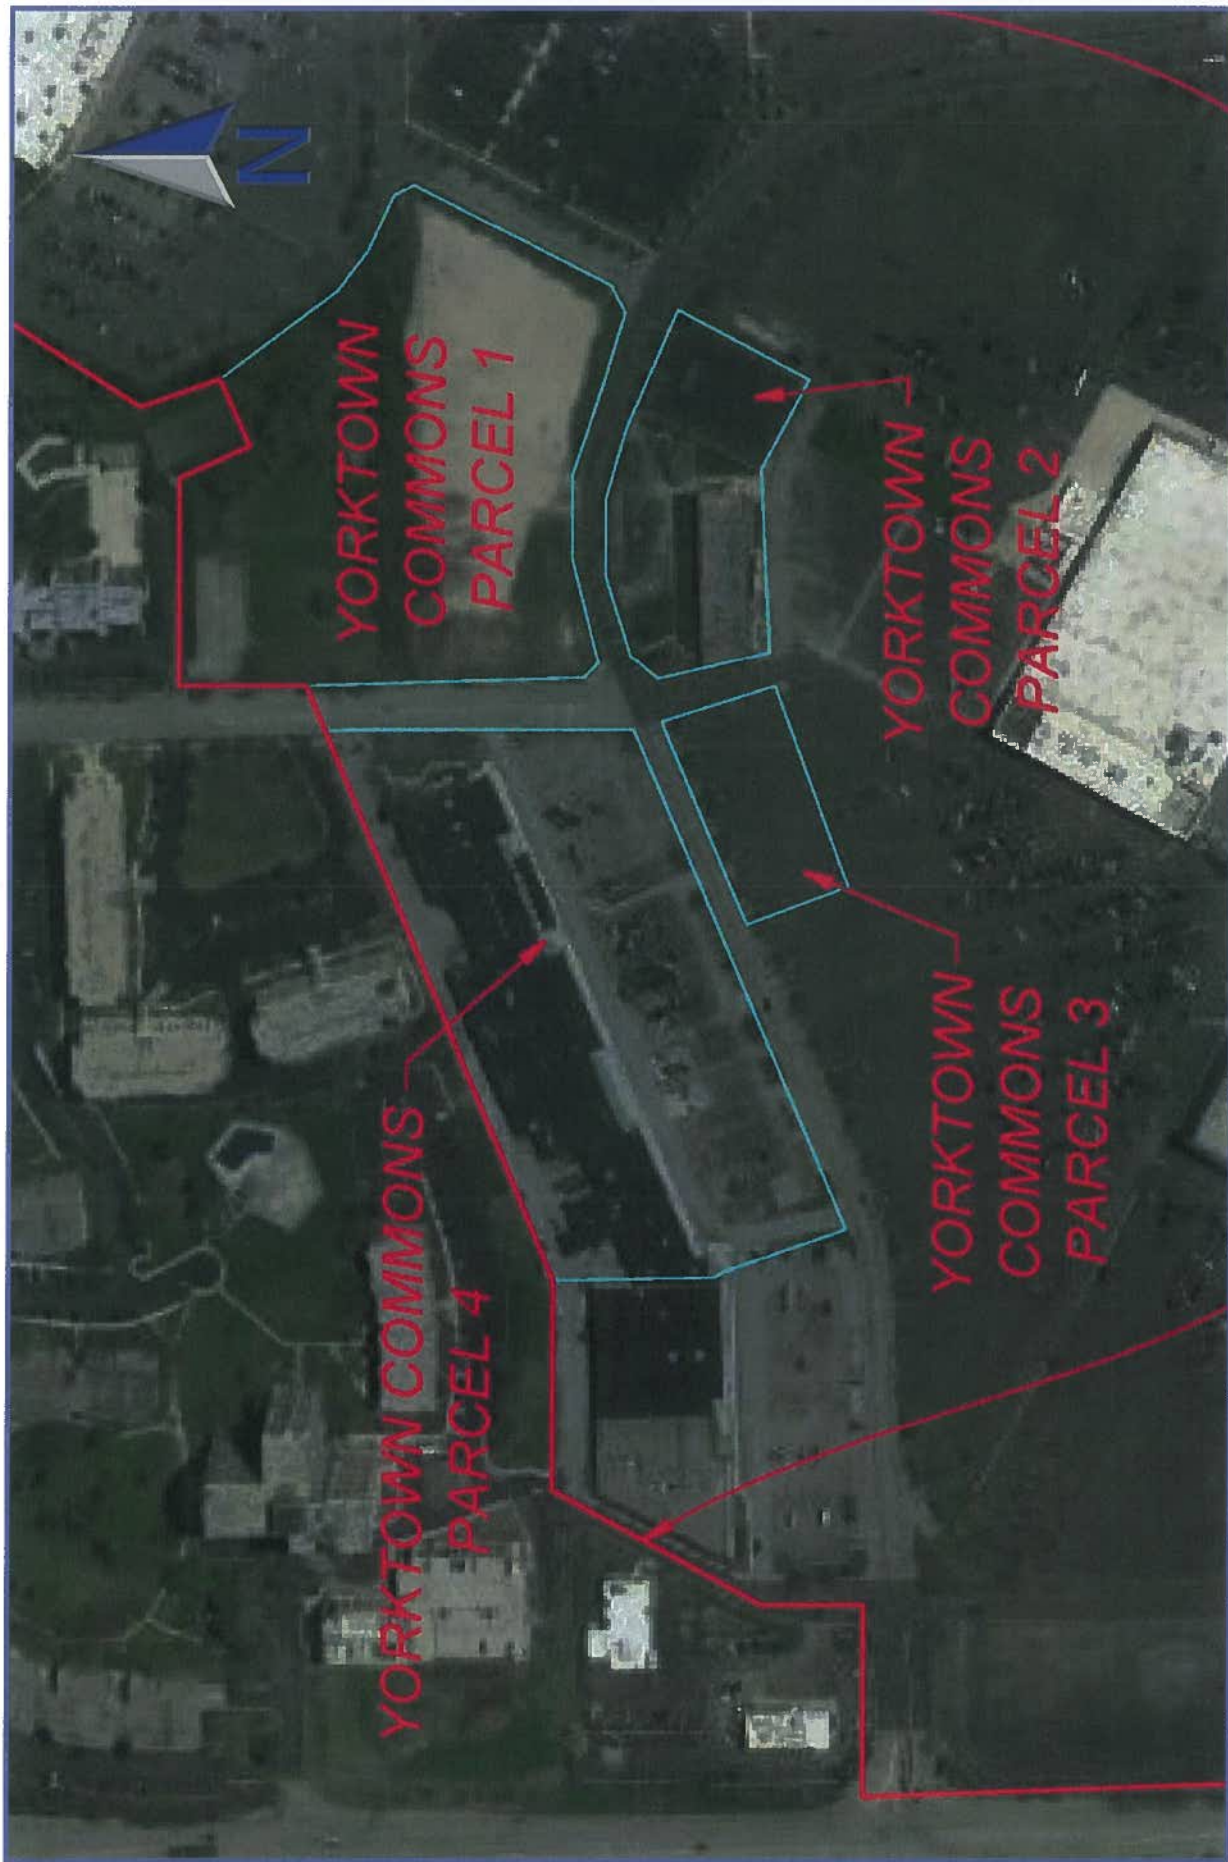 N
YORKTOWN
COMMONS
PARCEL 1
YORKTOWN
COMMONS
PARCEL 2
YORKTOWN
COMMONS
PARCEL 3
YORKTOWN COMMONS
PARCEL 4